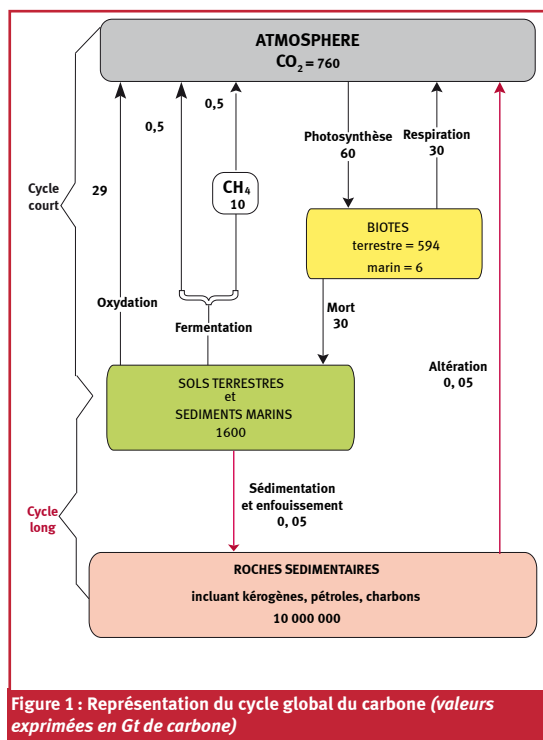 ATMOSPHERE
CO₂ = 760
0,5
0,5
Photosynthèse
60
Respiration
30
Cycle
court
29
CH₄
10
BIOTES
terrestre = 594
marin = 6
Oxydation
Fermentation
Mort
30
Altération
0, 05
SOLS TERRESTRES
et
SEDIMENTS MARINS
1600
Cycle
long
Sédimentation
et enfouissement
0, 05
ROCHES SEDIMENTAIRES
incluant kérogènes, pétroles, charbons
10 000 000
Figure 1 : Représentation du cycle global du carbone (valeurs
exprimées en Gt de carbone)